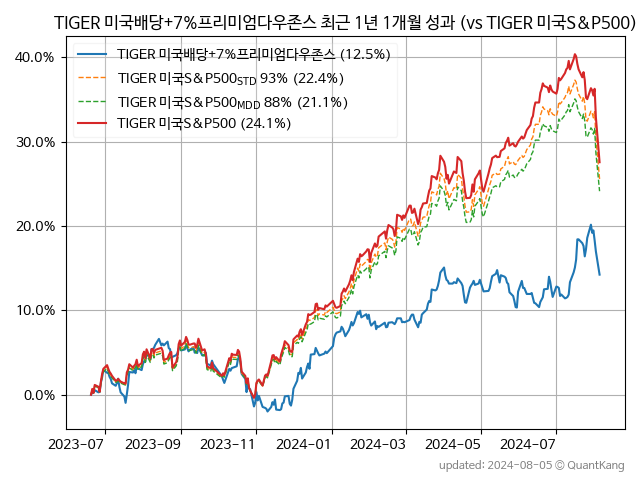 TIGER 미국배당+7%프리미엄다우존스 최근 1년 1개월 성과 (vs TIGER 미국S&P500)
TIGER 미국배당+7%프리미엄다우존스 (12.5%)
TIGER 미국S&P500STD 93% (22.4%)
TIGER 미국S&P500MDD 88% (21.1%)
TIGER 미국S&P500 (24.1%)
40.0%
30.0%
20.0%
10.0%
0.0%
2023-07 2023-09 2023-11 2024-01 2024-03 2024-05 2024-07
updated: 2024-08-05 © QuantKang